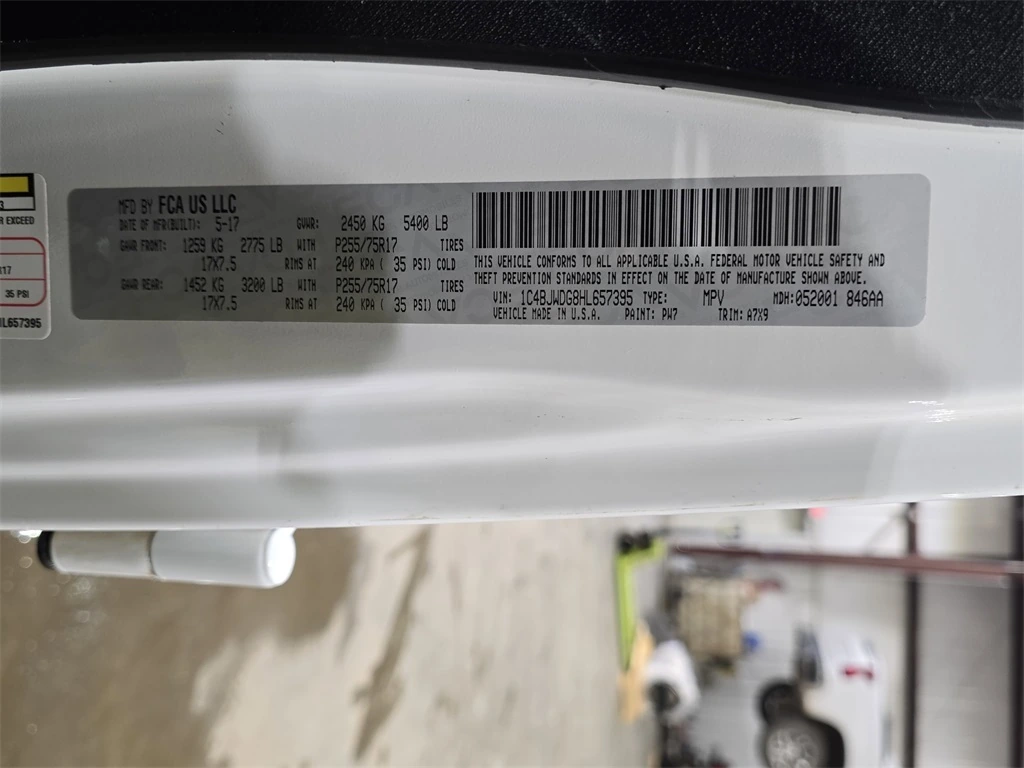 3
R EXCEED
R17
35 PSI
HL657395
MFD BY FCA US LLC
DATE OF MFR(BUILT): 5-17 GVWR: 2450 KG 5400 LB
GAWR FRONT: 1259 KG 2775 LB WITH P255/75R17 TIRES
17X7.5 RIMS AT 240 KPA ( 35 PSI) COLD
GAWR REAR: 1452 KG 3200 LB WITH P255/75R17 TIRES
17X7.5 RIMS AT 240 KPA ( 35 PSI) COLD
THIS VEHICLE CONFORMS TO ALL APPLICABLE U.S.A. FEDERAL MOTOR VEHICLE SAFETY AND
THEFT PREVENTION STANDARDS IN EFFECT ON THE DATE OF MANUFACTURE SHOWN ABOVE.
VIN: 1C4BJWDG8HL657395 TYPE: MPV MDH:052001 846AA
VEHICLE MADE IN U.S.A. PAINT: PW7 TRIM: A7X9